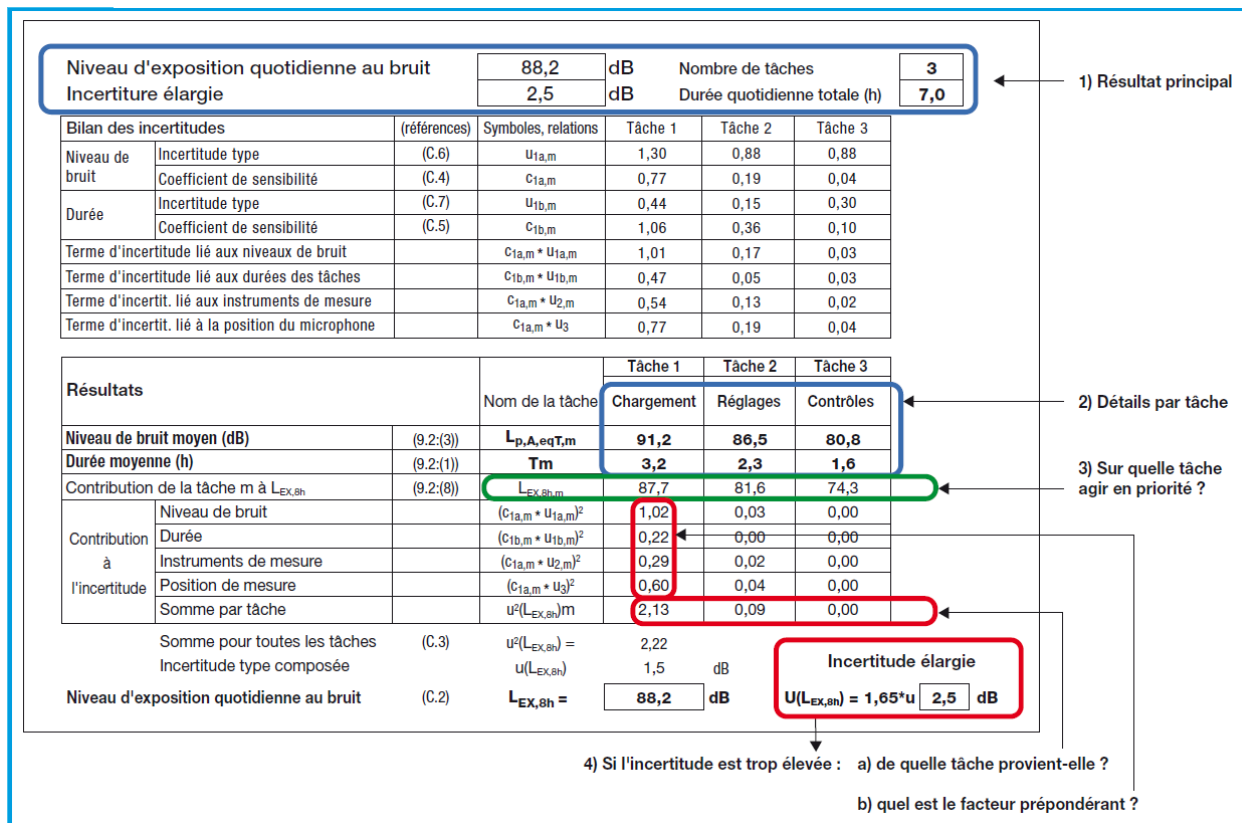 Niveau d'exposition quotidienne au bruit 88,2 dB Nombre de tâches 3
Incertiture élargie 2,5 dB Durée quotidienne totale (h) 7,0
1) Résultat principal
Bilan des incertitudes (références) Symboles, relations Tâche 1 Tâche 2 Tâche 3
Niveau de bruit Incertitude type (C.6) u1a,m 1,30 0,88 0,88
Coefficient de sensibilité (C.4) c1a,m 0,77 0,19 0,04
Durée Incertitude type (C.7) u1b,m 0,44 0,15 0,30
Coefficient de sensibilité (C.5) c1b,m 1,06 0,36 0,10
Terme d'incertitude lié aux niveaux de bruit c1a,m * u1a,m 1,01 0,17 0,03
Terme d'incertitude lié aux durées des tâches c1b,m * u1b,m 0,47 0,05 0,03
Terme d'incertit. lié aux instruments de mesure c1a,m * u2,m 0,54 0,13 0,02
Terme d'incertit. lié à la position du microphone c1a,m * u3 0,77 0,19 0,04
Résultats Tâche 1 Tâche 2 Tâche 3
Nom de la tâche Chargement Réglages Contrôles
2) Détails par tâche
Niveau de bruit moyen (dB) (9.2:(3)) Lp,A,eqT,m 91,2 86,5 80,8
Durée moyenne (h) (9.2:(1)) Tm 3,2 2,3 1,6
Contribution de la tâche m à LEX,8h (9.2:(8)) LEX,8h,m 87,7 81,6 74,3
3) Sur quelle tâche
agir en priorité ?
Contribution à l'incertitude Niveau de bruit (c1a,m * u1a,m)² 1,02 0,03 0,00
Durée (c1b,m * u1b,m)² 0,22 0,00 0,00
Instruments de mesure (c1a,m * u2,m)² 0,29 0,02 0,00
Position de mesure (c1a,m * u3)² 0,60 0,04 0,00
Somme par tâche u²(LEX,8h)m 2,13 0,09 0,00
Somme pour toutes les tâches (C.3) u²(LEX,8h) = 2,22
Incertitude type composée u(LEX,8h) 1,5 dB
Incertitude élargie
Niveau d'exposition quotidienne au bruit (C.2) LEX,8h = 88,2 dB
U(LEX,8h) = 1,65*u 2,5 dB
4) Si l'incertitude est trop élevée : a) de quelle tâche provient-elle ?
b) quel est le facteur prépondérant ?